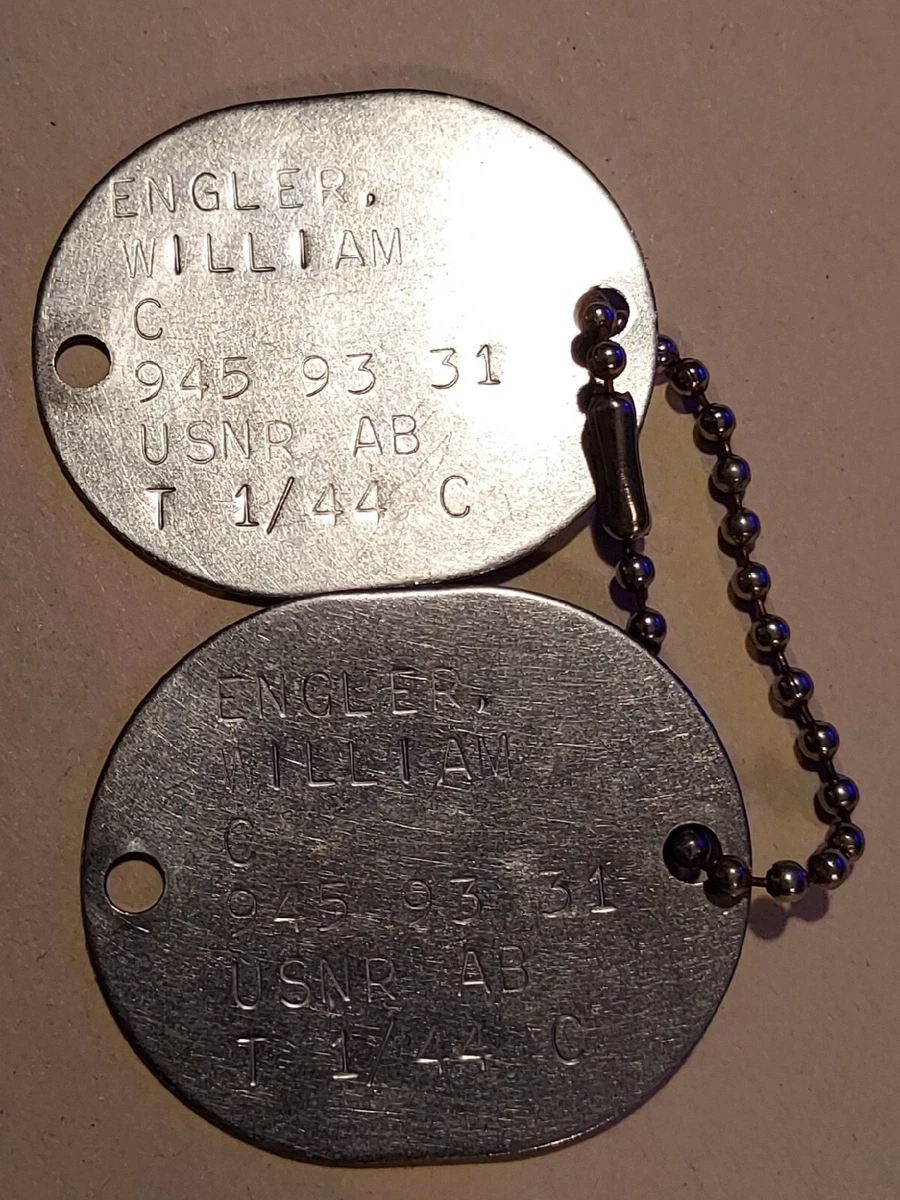 ENGLER,
WILLIAM
C
945 93 31
USNR AB
T 1/44 C
ENGLER,
WILLIAM
C
945 93 31
USNR AB
T 1/44 C